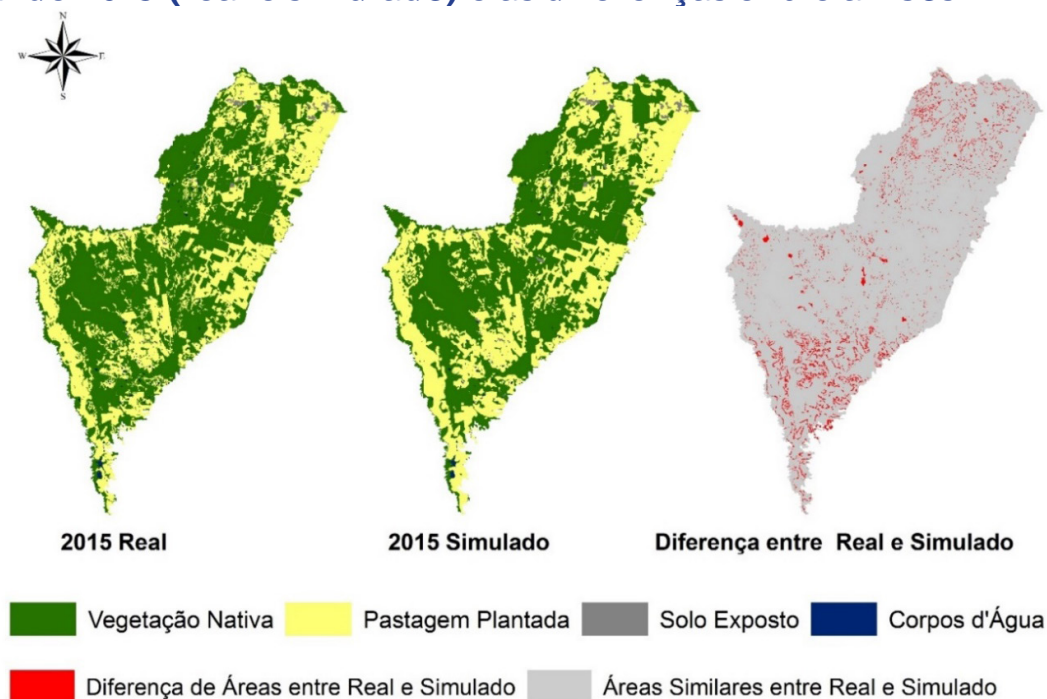 N
W
S
2015 Real
2015 Simulado
Diferença entre Real e Simulado
Vegetação Nativa
Pastagem Plantada
Solo Exposto
Corpos d'Água
Diferença de Áreas entre Real e Simulado
Áreas Similares entre Real e Simulado